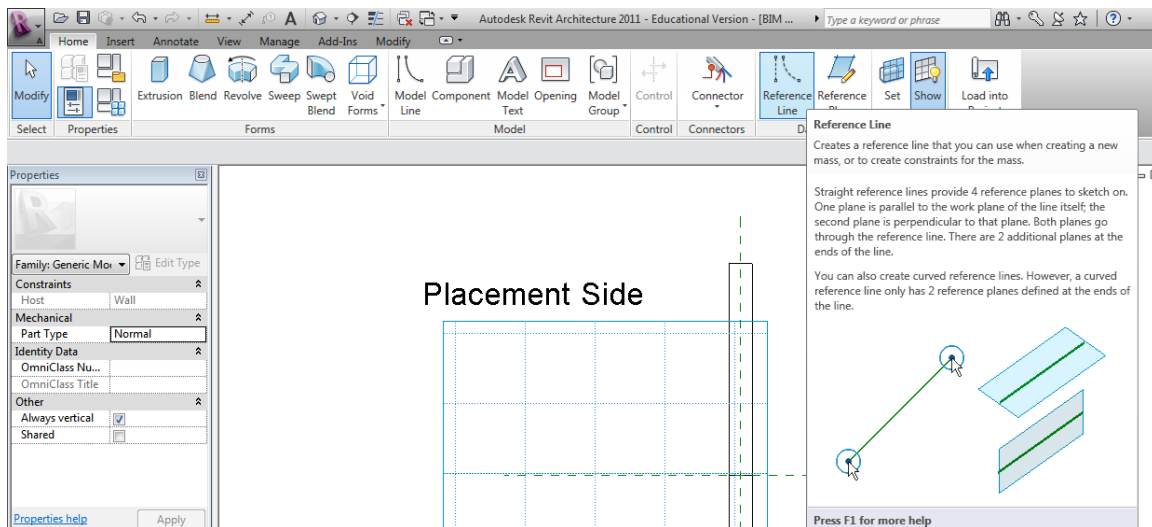 Autodesk Revit Architecture 2011 - Educational Version - [BIM ...
Type a keyword or phrase
Home Insert Annotate View Manage Add-Ins Modify
Modify
Extrusion Blend Revolve Sweep Swept Blend Void Forms
Model Line Component Model Text Opening Model Group
Control
Connector
Reference Line Reference
Set Show
Load into
Select Properties Forms Model Control Connectors
Reference Line
Creates a reference line that you can use when creating a new
mass, or to create constraints for the mass.
Straight reference lines provide 4 reference planes to sketch on.
One plane is parallel to the work plane of the line itself; the
second plane is perpendicular to that plane. Both planes go
through the reference line. There are 2 additional planes at the
ends of the line.
You can also create curved reference lines. However, a curved
reference line only has 2 reference planes defined at the ends of
the line.
Press F1 for more help
Properties
Family: Generic Mo Edit Type
Constraints
Host Wall
Mechanical
Part Type Normal
Identity Data
OmniClass Nu...
OmniClass Title
Other
Always vertical
Shared
Properties help Apply
Placement Side